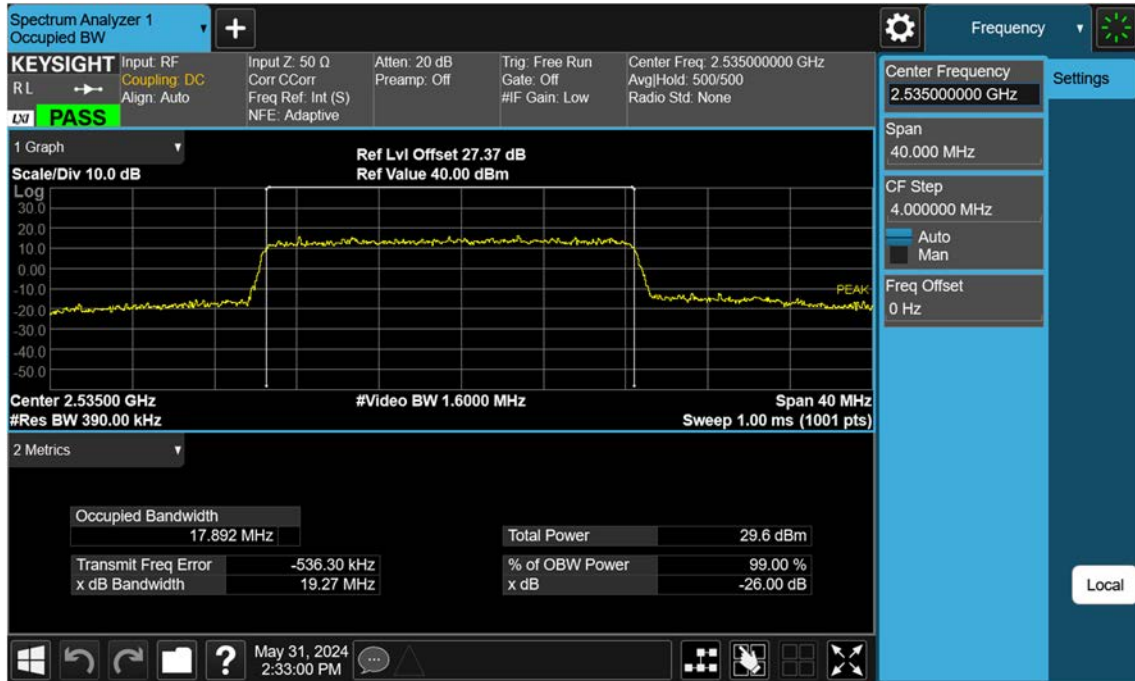 Spectrum Analyzer 1
Occupied BW
Frequency
KEYSIGHT
R L
LXI
PASS
Input: RF
Coupling: DC
Align: Auto
Input Z: 50 Ω
Corr CCorr
Freq Ref: Int (S)
NFE: Adaptive
Atten: 20 dB
Preamp: Off
Trig: Free Run
Gate: Off
#IF Gain: Low
Center Freq: 2.535000000 GHz
Avg|Hold: 500/500
Radio Std: None
Center Frequency
2.535000000 GHz
Settings
Span
40.000 MHz
CF Step
4.000000 MHz
Auto
Man
Freq Offset
0 Hz
Local
1 Graph
Scale/Div 10.0 dB
Ref Lvl Offset 27.37 dB
Ref Value 40.00 dBm
Log
30.0
20.0
10.0
0.00
-10.0
-20.0
-30.0
-40.0
-50.0
PEAK
Center 2.53500 GHz
#Video BW 1.6000 MHz
Span 40 MHz
#Res BW 390.00 kHz
Sweep 1.00 ms (1001 pts)
2 Metrics
Occupied Bandwidth
17.892 MHz
Total Power 29.6 dBm
Transmit Freq Error -536.30 kHz
% of OBW Power 99.00 %
x dB Bandwidth 19.27 MHz
x dB -26.00 dB
?
May 31, 2024
2:33:00 PM